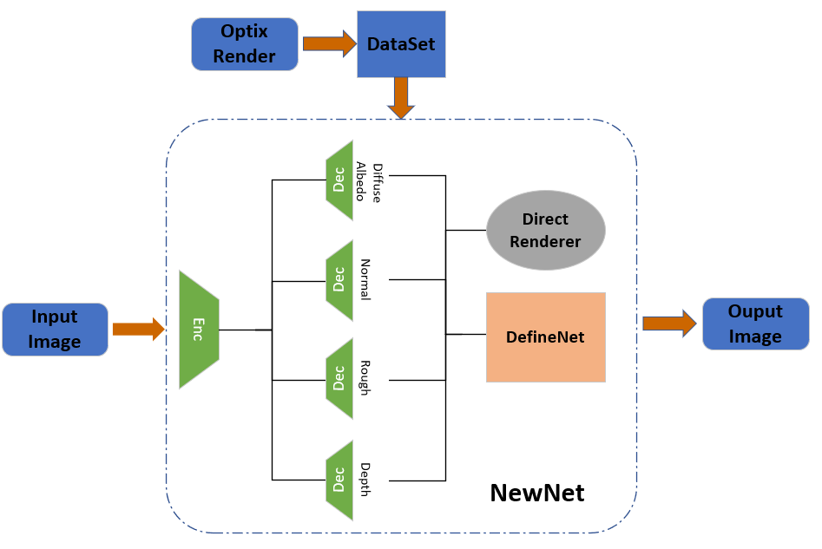 Optix
Render
DataSet
Dec
Diffuse
Albedo
Direct
Renderer
Dec
Normal
Input
Image
Enc
DefineNet
Ouput
Image
Dec
Rough
Dec
Depth
NewNet